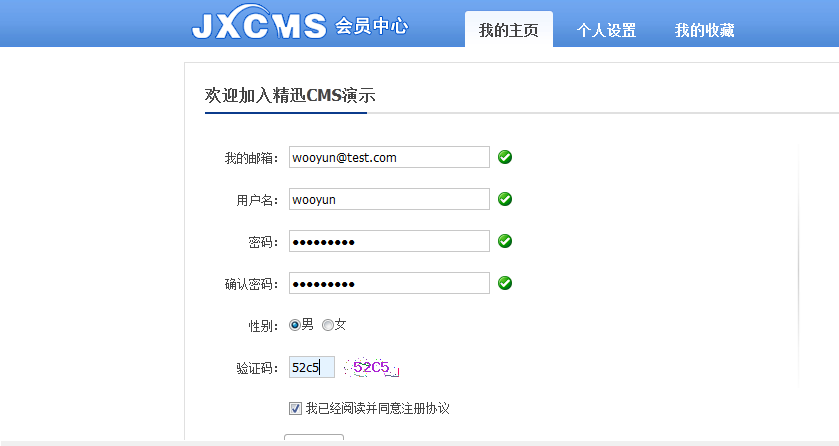 JXCMS 会员中心 我的主页 个人设置 我的收藏
欢迎加入精迅CMS演示
我的邮箱： wooyun@test.com
用户名： wooyun
密码： ●●●●●●●●●
确认密码： ●●●●●●●●●
性别： 男 女
验证码： 52c5 52C5
我已经阅读并同意注册协议